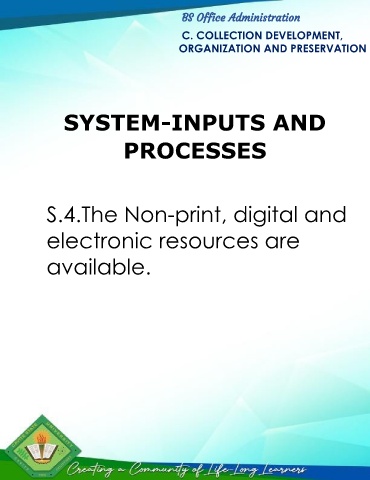 BS Office Administration
C. COLLECTION DEVELOPMENT,
ORGANIZATION AND PRESERVATION
SYSTEM-INPUTS AND
PROCESSES
S.4.The Non-print, digital and
electronic resources are
available.
Creating a Community of Life-Long Learners